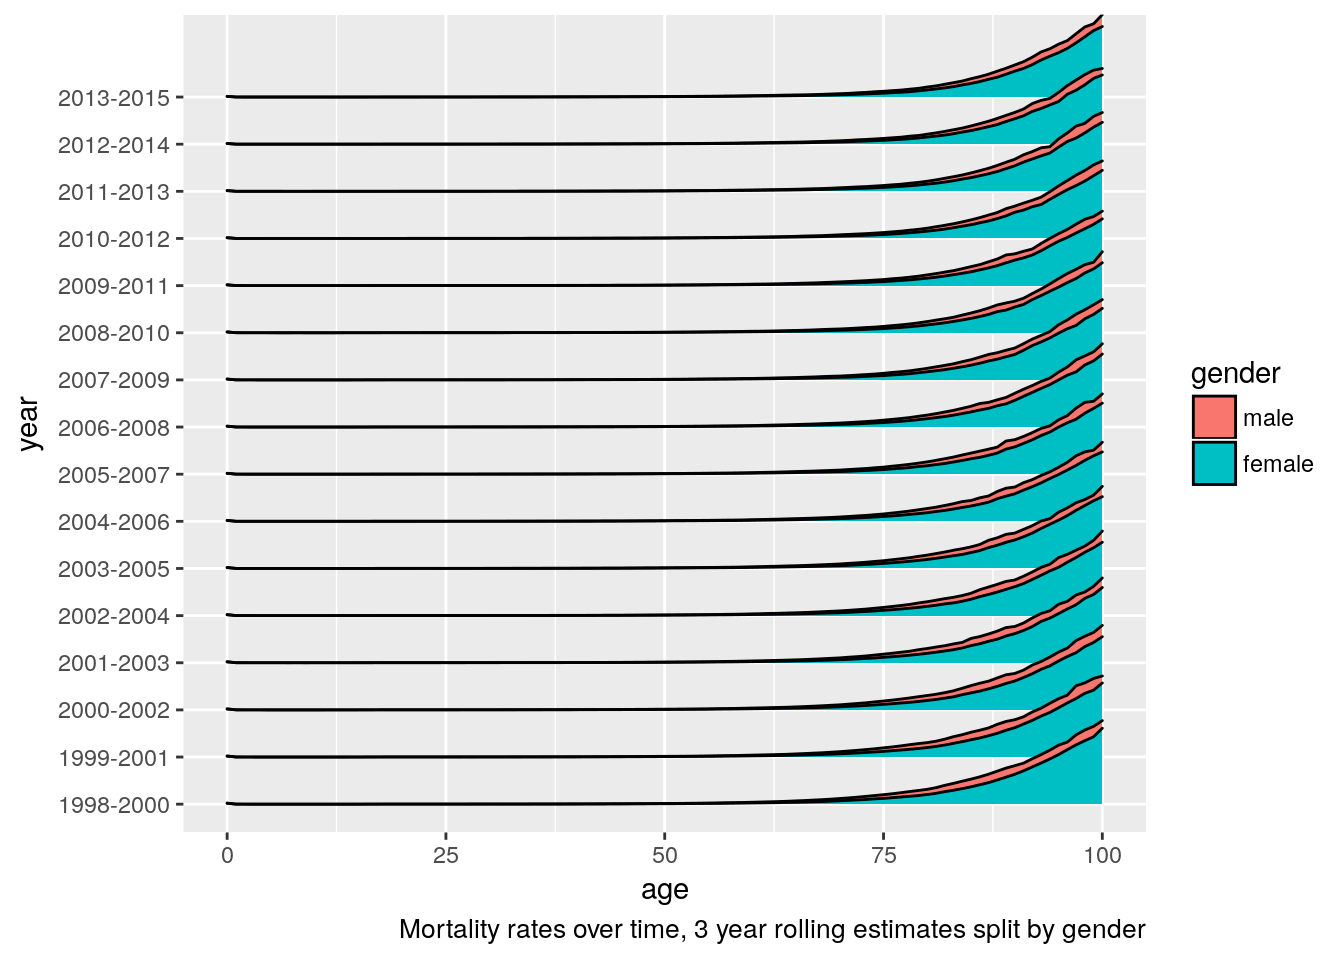 2013-2015
2012-2014
2011-2013
2010-2012
2009-2011
2008-2010
2007-2009
2006-2008
2005-2007
2004-2006
2003-2005
2002-2004
2001-2003
2000-2002
1999-2001
1998-2000
year
0 25 50 75 100
age
Mortality rates over time, 3 year rolling estimates split by gender
gender
male
female